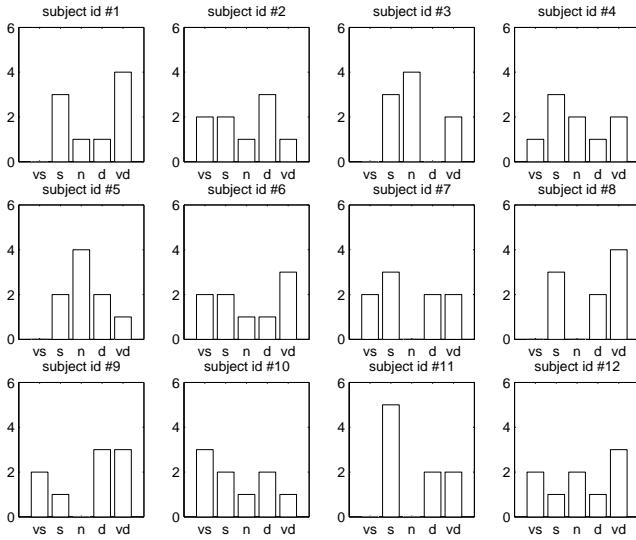 subject id #1 subject id #2 subject id #3 subject id #4
6 6 6 6
4 4 4 4
2 2 2 2
0 0 0 0
vs s n d vd vs s n d vd vs s n d vd vs s n d vd
subject id #5 subject id #6 subject id #7 subject id #8
6 6 6 6
4 4 4 4
2 2 2 2
0 0 0 0
vs s n d vd vs s n d vd vs s n d vd vs s n d vd
subject id #9 subject id #10 subject id #11 subject id #12
6 6 6 6
4 4 4 4
2 2 2 2
0 0 0 0
vs s n d vd vs s n d vd vs s n d vd vs s n d vd